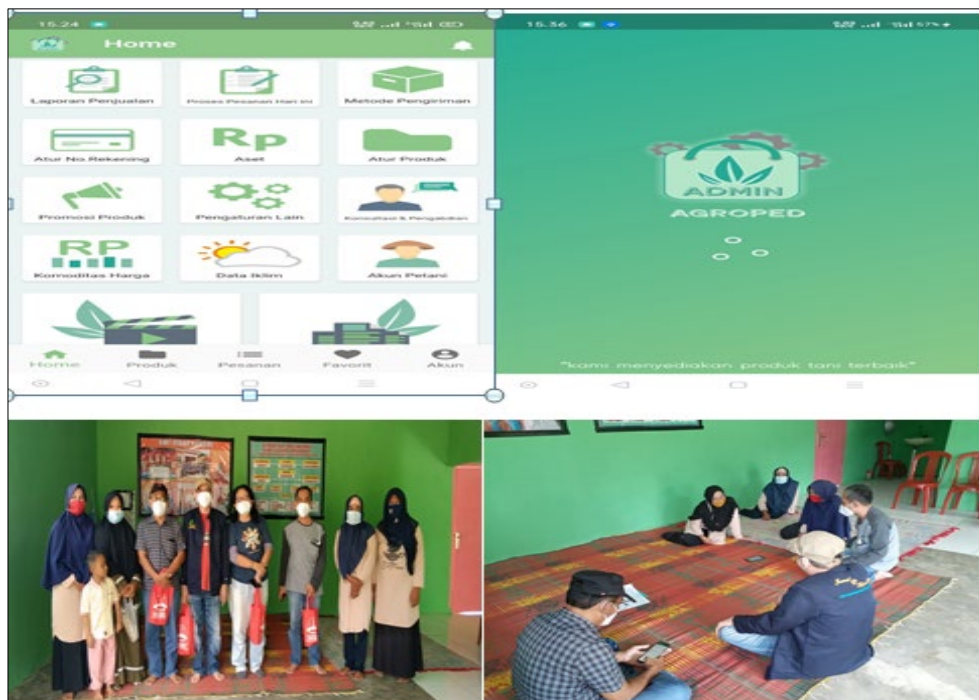 15.24
Home
Laporan Penjualan
Proses Pesanan Hari Ini
Metode Pengiriman
Atur No.Rekening
Rp
Aset
Atur Produk
Promosi Produk
Pengaturan Lain
Konsultasi & Pengabdian
RP
Komoditas Harga
Data Iklim
Akun Petani
Home
Produk
Pesanan
Favorit
Akun
15.36
57%
ADMIN
AGROPED
"kami menyediakan produk tani terbaik"